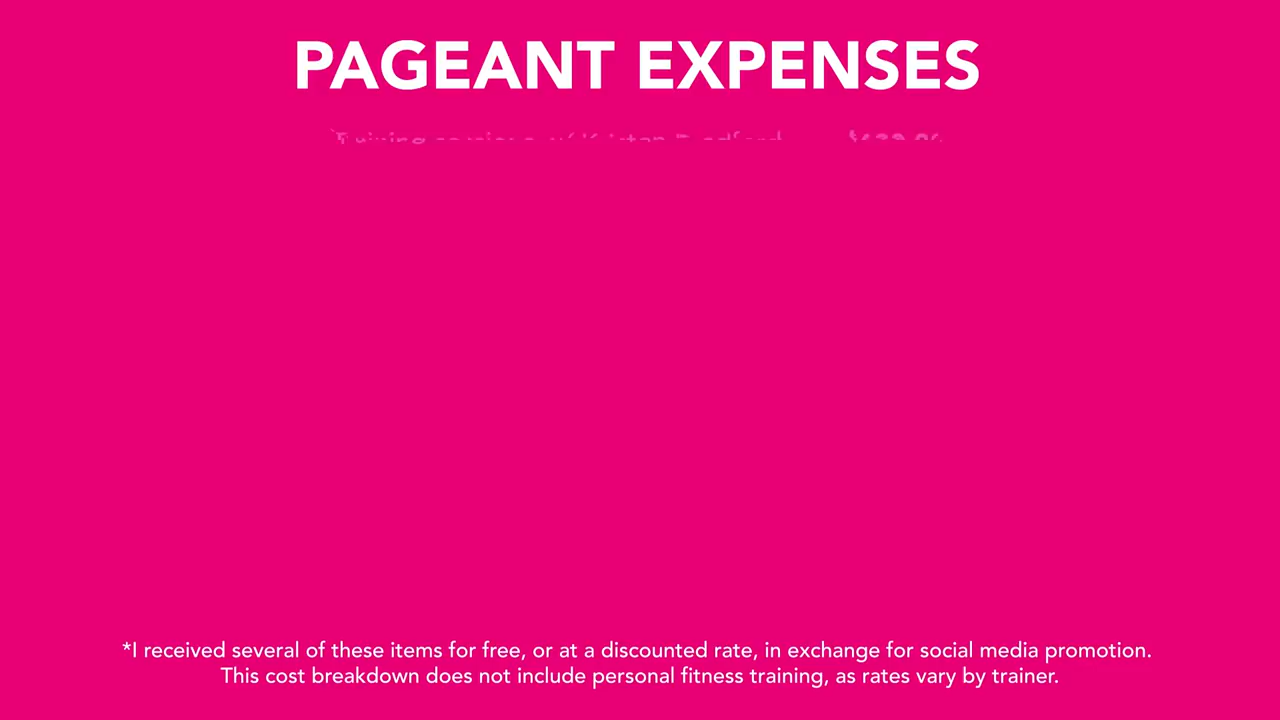 PAGEANT EXPENSES
Training
*I received several of these items for free, or at a discounted rate, in exchange for social media promotion.
This cost breakdown does not include personal fitness training, as rates vary by trainer.